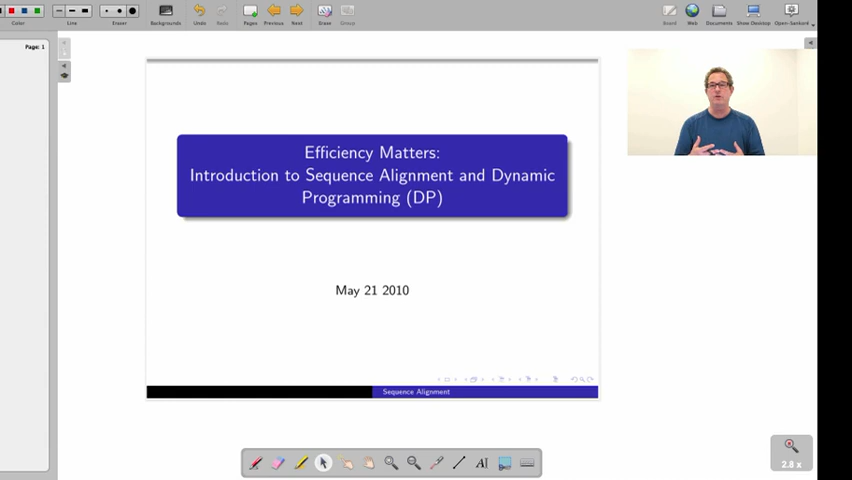 Color
Line
Eraser
Backgrounds
Undo
Redo
Pages
Previous
Next
Erase
Group
Board
Web
Documents
Show Desktop
Open-Sankoré
Page: 1
Efficiency Matters:
Introduction to Sequence Alignment and Dynamic
Programming (DP)
May 21 2010
Sequence Alignment
AI
2.8 x